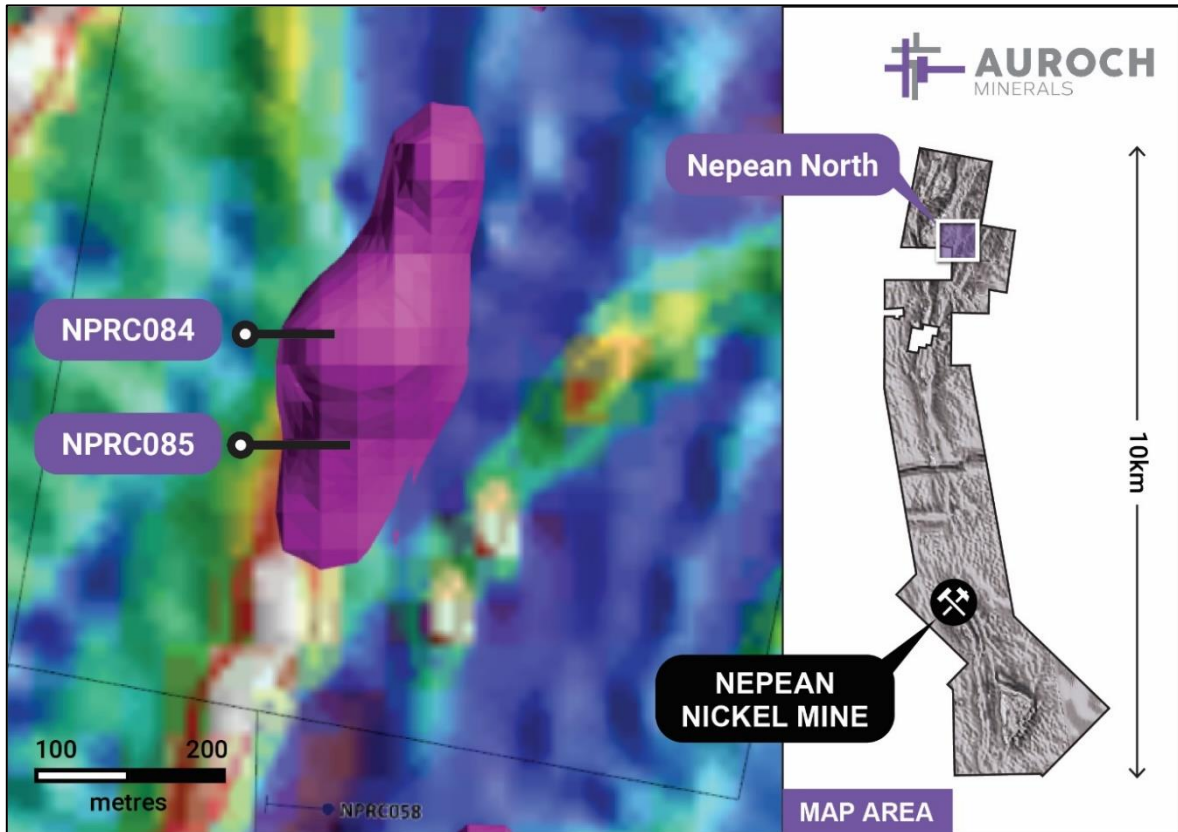 AUROCH
MINERALS
Nepean North
NPRC084
NPRC085
10km
NEPEAN
NICKEL MINE
100 200
metres
NPRC058
MAP AREA